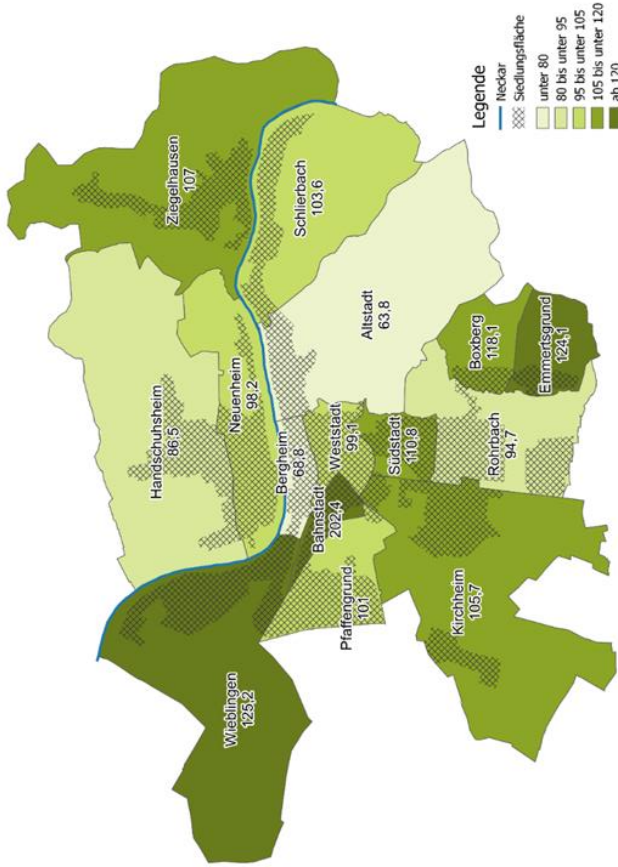 Ziegelhausen
107
Handschuhsheim
86,5
Neuenheim
98,2
Schlierbach
103,6
Wieblingen
125,2
Bergheim
68,8
Altstadt
63,8
Bahnstadt
202,4
Weststadt
99,1
Pfaffengrund
10,1
Südstadt
110,8
Boxberg
118,1
Emmertsgrund
124,1
Rohrbach
94,7
Kirchheim
105,7
Legende
Neckar
Siedlungsfläche
unter 80
80 bis unter 95
95 bis unter 105
105 bis unter 120
ab 120